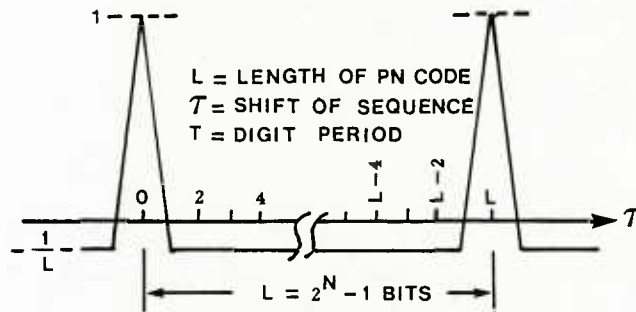 1
L = LENGTH OF PN CODE
τ = SHIFT OF SEQUENCE
T = DIGIT PERIOD
0 2 4 L-4 L-2 L τ
- 1/L
L = 2^N - 1 BITS